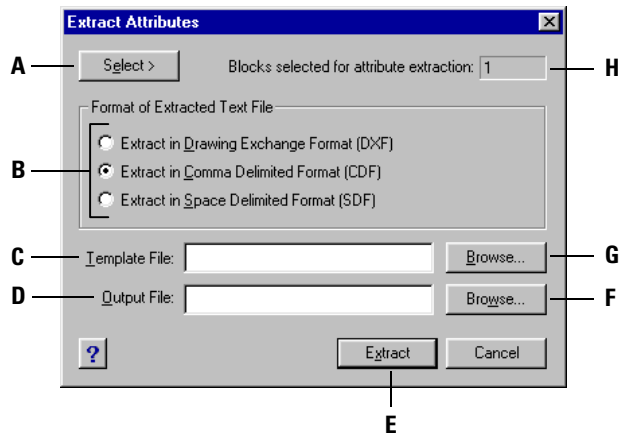 Extract Attributes
A Select > Blocks selected for attribute extraction: 1 H
Format of Extracted Text File
Extract in Drawing Exchange Format (DXF)
B Extract in Comma Delimited Format (CDF)
Extract in Space Delimited Format (SDF)
C Template File: Browse... G
D Output File: Browse... F
? Extract Cancel
E